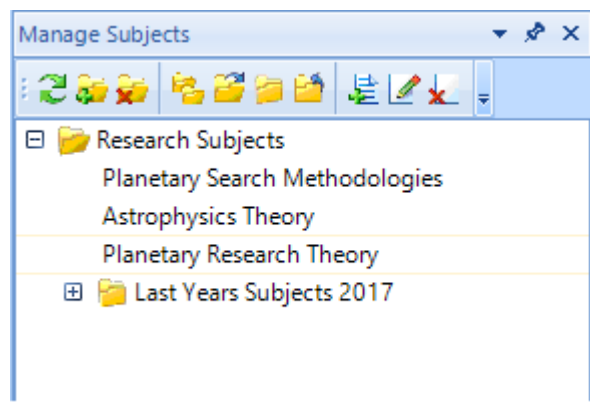 Manage Subjects
Research Subjects
Planetary Search Methodologies
Astrophysics Theory
Planetary Research Theory
Last Years Subjects 2017